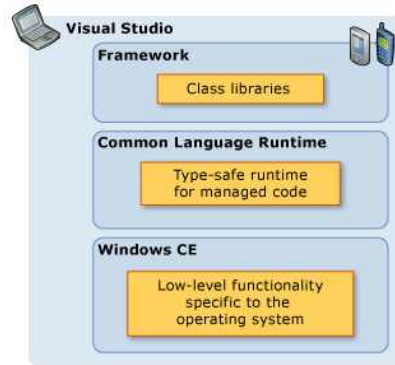 Visual Studio
Framework
Class libraries
Common Language Runtime
Type-safe runtime
for managed code
Windows CE
Low-level functionality
specific to the
operating system